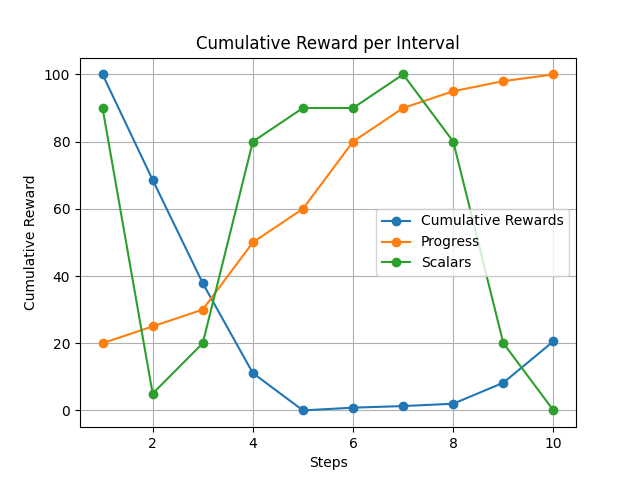 Cumulative Reward per Interval
Cumulative Reward
100
80
60
40
20
0
Cumulative Rewards
Progress
Scalars
2 4 6 8 10
Steps